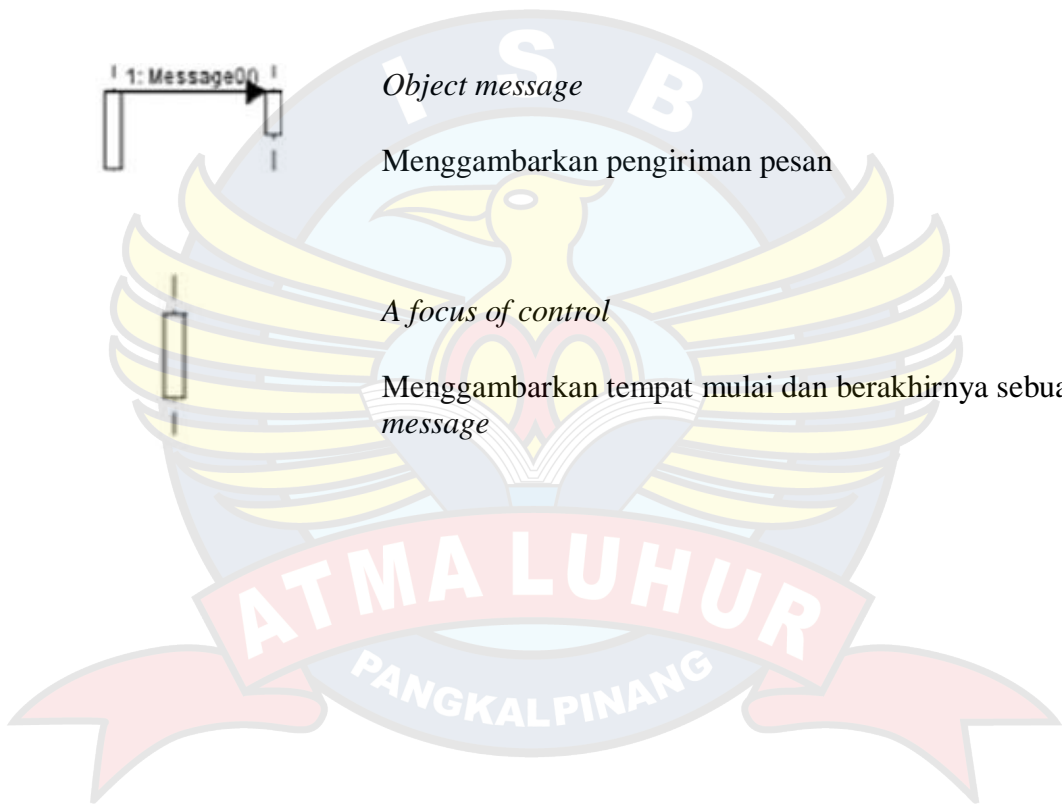 ISB
1: Message00
Object message
Menggambarkan pengiriman pesan
A focus of control
Menggambarkan tempat mulai dan berakhirnya
message
ATMA LUHUR
PANGKALPINANG